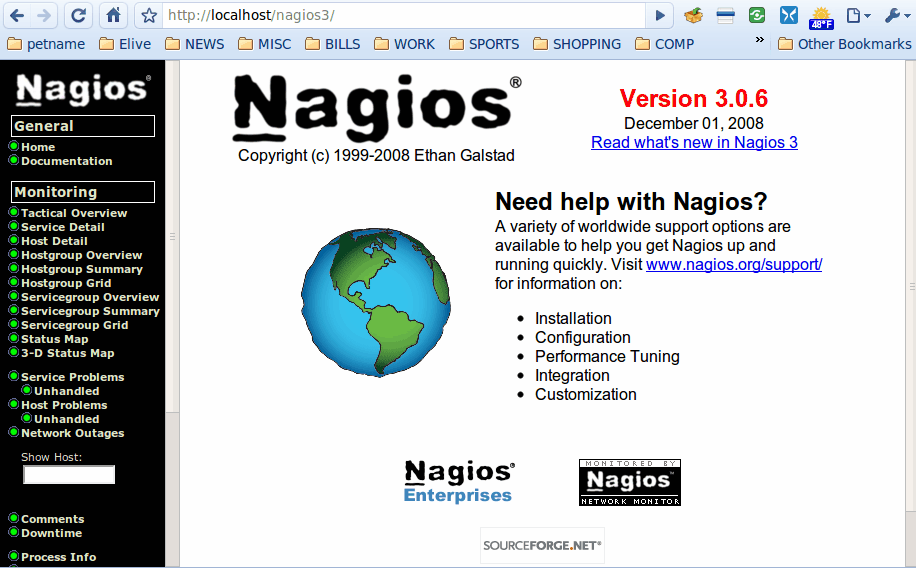 http://localhost/nagios3/
48°F
petname
Elive
NEWS
MISC
BILLS
WORK
SPORTS
SHOPPING
COMP
»
Other Bookmarks
Nagios®
General
Home
Documentation
Monitoring
Tactical Overview
Service Detail
Host Detail
Hostgroup Overview
Hostgroup Summary
Hostgroup Grid
Servicegroup Overview
Servicegroup Summary
Servicegroup Grid
Status Map
3-D Status Map
Service Problems
Unhandled
Host Problems
Unhandled
Network Outages
Show Host:
Comments
Downtime
Process Info
Nagios®
Copyright (c) 1999-2008 Ethan Galstad
Version 3.0.6
December 01, 2008
Read what's new in Nagios 3
Need help with Nagios?
A variety of worldwide support options are
available to help you get Nagios up and
running quickly. Visit www.nagios.org/support/
for information on:
• Installation
• Configuration
• Performance Tuning
• Integration
• Customization
Nagios®
Enterprises
MONITORED BY
Nagios™
NETWORK MONITOR
SOURCEFORGE.NET®